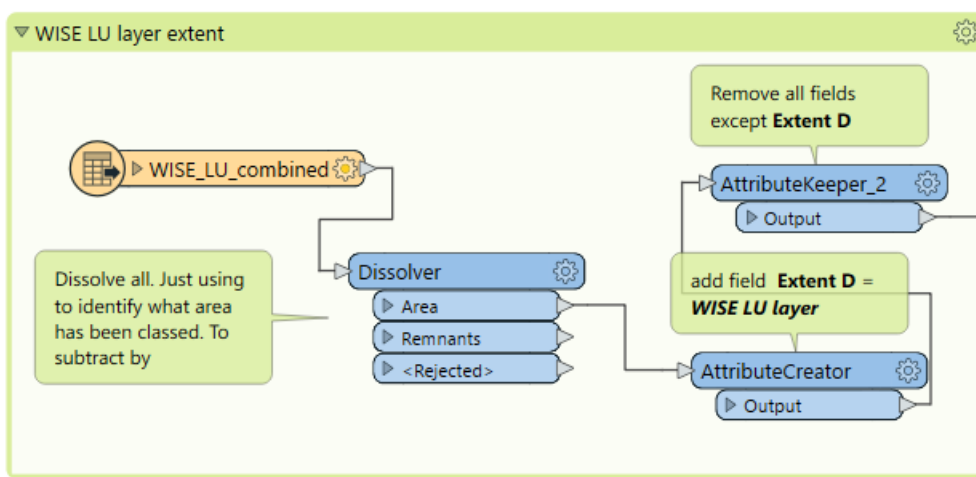 WISE LU layer extent
Remove all fields
except Extent D
WISE_LU_combined
AttributeKeeper_2
Output
Dissolve all. Just using
to identify what area
has been classed. To
subtract by
Dissolver
Area
Remnants
<Rejected>
add field  Extent D =
WISE LU layer
AttributeCreator
Output